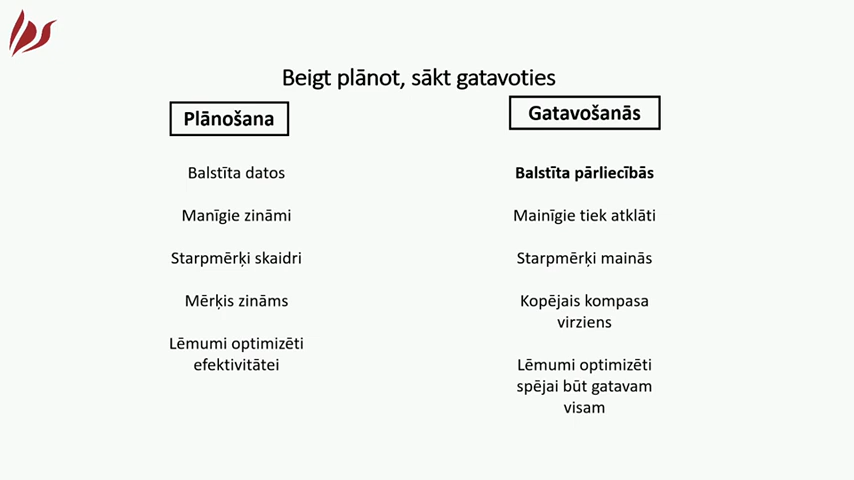 Beigt plānot, sākt gatavoties
Plānošana
Balstīta datos
Manīgie zināmi
Starpmērķi skaidri
Mērķis zināms
Lēmumi optimizēti
efektivitātei
Gatavošanās
Balstīta pārliecībās
Mainīgie tiek atklāti
Starpmērķi mainās
Kopējais kompasa
virziens
Lēmumi optimizēti
spējai būt gatavam
visam